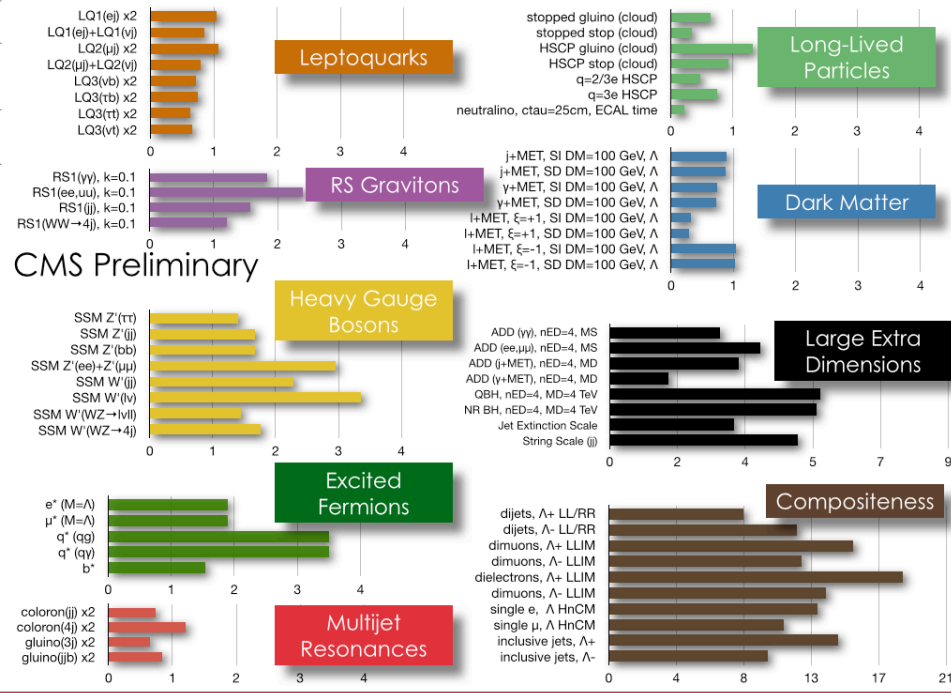 LQ1(ej) x2
LQ1(ej)+LQ1(νj)
LQ2(μj) x2
LQ2(μj)+LQ2(νj)
LQ3(νb) x2
LQ3(τb) x2
LQ3(τt) x2
LQ3(vt) x2
0 1 2 3 4
Leptoquarks
RS1(γγ), k=0.1
RS1(ee,uu), k=0.1
RS1(jj), k=0.1
RS1(WW→4j), k=0.1
0 1 2 3 4
RS Gravitons
CMS Preliminary
Heavy Gauge
Bosons
SSM Z'(ττ)
SSM Z'(jj)
SSM Z'(bb)
SSM Z'(ee)+Z'(μμ)
SSM W'(jj)
SSM W'(lv)
SSM W'(WZ→lvll)
SSM W'(WZ→4j)
0 1 2 3 4
Excited
Fermions
e* (M=Λ)
μ* (M=Λ)
q* (qg)
q* (qγ)
b*
0 1 2 3 4
Multijet
Resonances
coloron(jj) x2
coloron(4j) x2
gluino(3j) x2
gluino(jjb) x2
0 1 2 3 4
stopped gluino (cloud)
stopped stop (cloud)
HSCP gluino (cloud)
HSCP stop (cloud)
q=2/3e HSCP
q=3e HSCP
neutralino, ctau=25cm, ECAL time
0 1 2 3 4
Long-Lived
Particles
j+MET, SI DM=100 GeV, Λ
j+MET, SD DM=100 GeV, Λ
γ+MET, SI DM=100 GeV, Λ
γ+MET, SD DM=100 GeV, Λ
l+MET, ξ=+1, SI DM=100 GeV, Λ
l+MET, ξ=+1, SD DM=100 GeV, Λ
l+MET, ξ=-1, SI DM=100 GeV, Λ
l+MET, ξ=-1, SD DM=100 GeV, Λ
0 1 2 3 4
Dark Matter
Large Extra
Dimensions
ADD (γγ), nED=4, MS
ADD (ee,μμ), nED=4, MS
ADD (j+MET), nED=4, MD
ADD (γ+MET), nED=4, MD
QBH, nED=4, MD=4 TeV
NR BH, nED=4, MD=4 TeV
Jet Extinction Scale
String Scale (jj)
0 2 4 5 7 9
Compositeness
dijets, Λ+ LL/RR
dijets, Λ- LL/RR
dimuons, Λ+ LLIM
dimuons, Λ- LLIM
dielectrons, Λ+ LLIM
dimuons, Λ- LLIM
single e, Λ HnCM
single μ, Λ HnCM
inclusive jets, Λ+
inclusive jets, Λ-
0 4 8 13 17 21